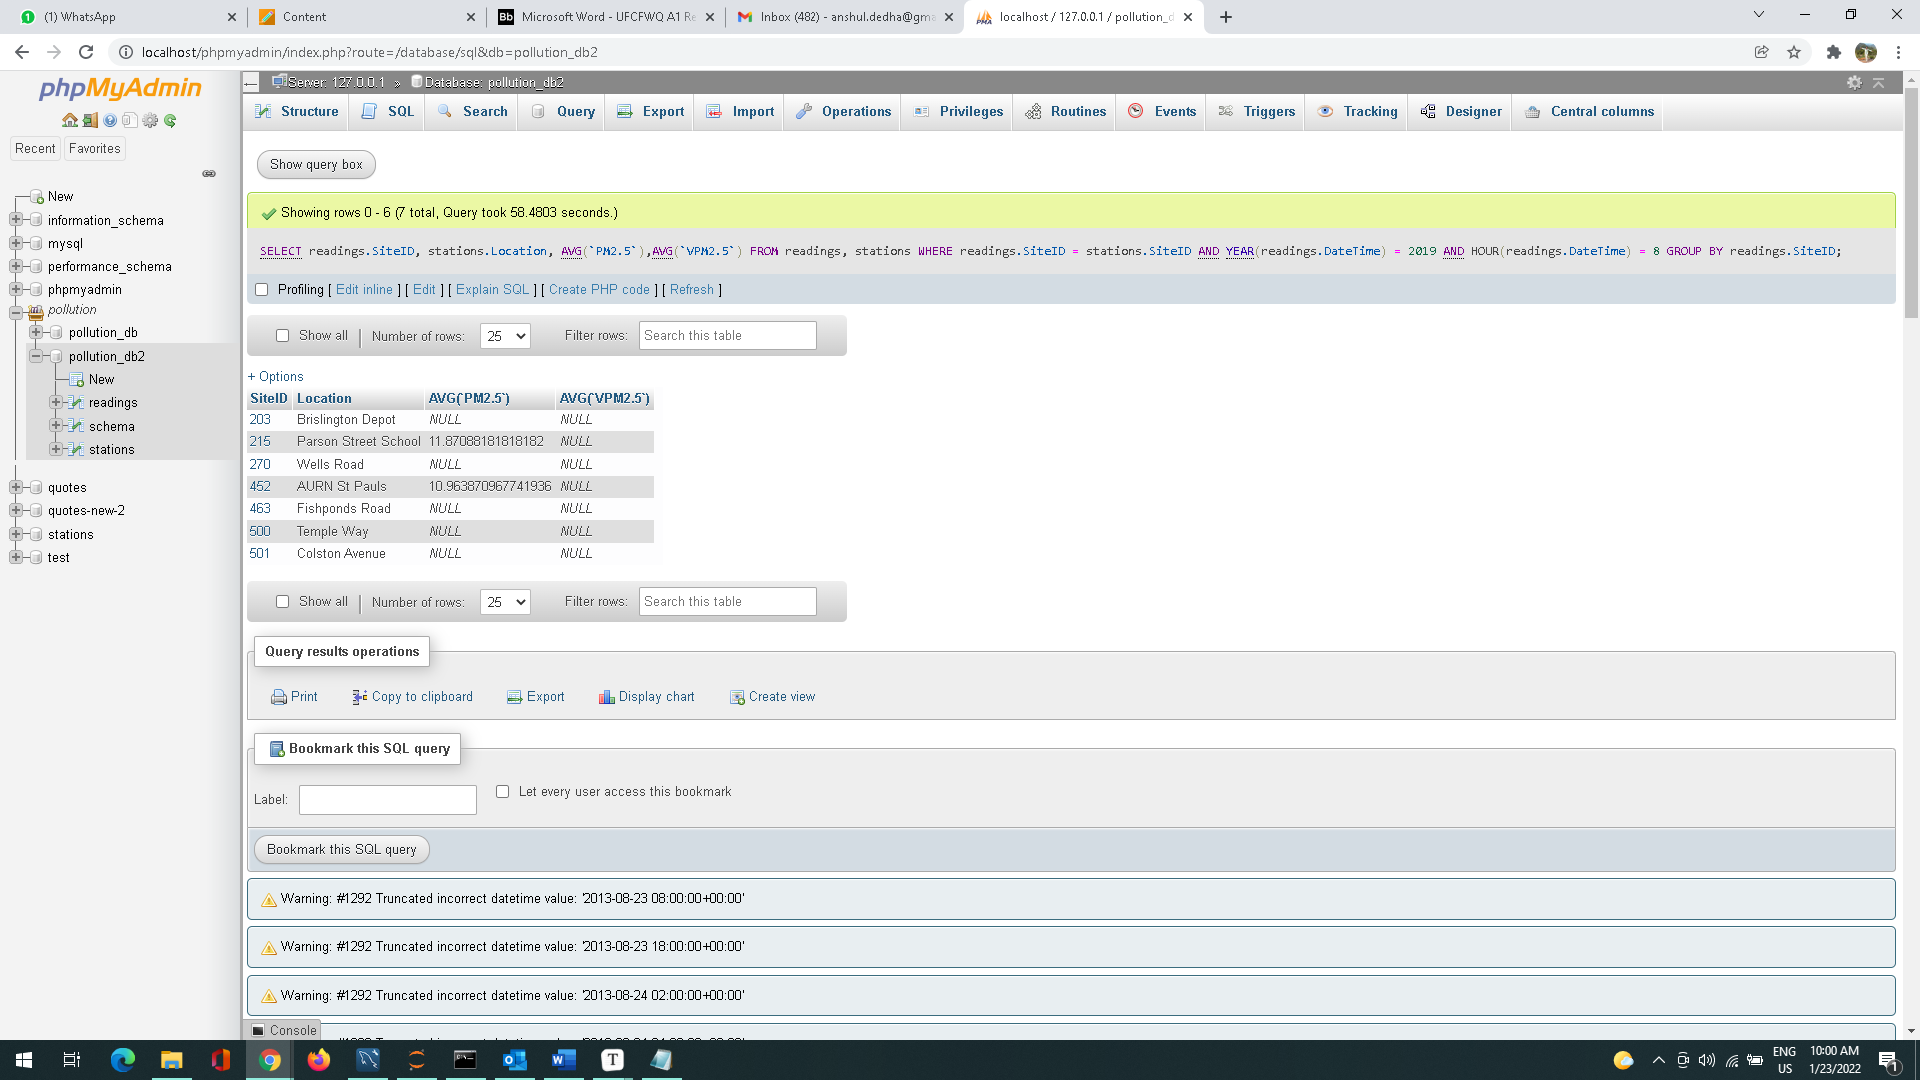 (1) WhatsApp
Content
Microsoft Word - UFCFWQ A1 Re
Inbox (482) - anshul.dedha@gma
localhost / 127.0.0.1 / pollution_d
localhost/phpmyadmin/index.php?route=/database/sql&db=pollution_db2
phpMyAdmin
Recent Favorites
New
information_schema
mysql
performance_schema
phpmyadmin
pollution
pollution_db
pollution_db2
New
readings
schema
stations
quotes
quotes-new-2
stations
test
Server: 127.0.0.1 » Database: pollution_db2
Structure SQL Search Query Export Import Operations Privileges Routines Events Triggers Tracking Designer Central columns
Show query box
Showing rows 0 - 6 (7 total, Query took 58.4803 seconds.)
SELECT readings.SiteID, stations.Location, AVG(`PM2.5`),AVG(`VPM2.5`) FROM readings, stations WHERE readings.SiteID = stations.SiteID AND YEAR(readings.DateTime) = 2019 AND HOUR(readings.DateTime) = 8 GROUP BY readings.SiteID;
Profiling [ Edit inline ] [ Edit ] [ Explain SQL ] [ Create PHP code ] [ Refresh ]
Show all | Number of rows: 25 Filter rows: Search this table
+ Options
SiteID Location AVG(`PM2.5`) AVG(`VPM2.5`)
203 Brislington Depot NULL NULL
215 Parson Street School 11.87088181818182 NULL
270 Wells Road NULL NULL
452 AURN St Pauls 10.963870967741936 NULL
463 Fishponds Road NULL NULL
500 Temple Way NULL NULL
501 Colston Avenue NULL NULL
Show all | Number of rows: 25 Filter rows: Search this table
Query results operations
Print Copy to clipboard Export Display chart Create view
Bookmark this SQL query
Label: Let every user access this bookmark
Bookmark this SQL query
Warning: #1292 Truncated incorrect datetime value: '2013-08-23 08:00:00+00:00'
Warning: #1292 Truncated incorrect datetime value: '2013-08-23 18:00:00+00:00'
Warning: #1292 Truncated incorrect datetime value: '2013-08-24 02:00:00+00:00'
Console
ENG
US
10:00 AM
1/23/2022
1